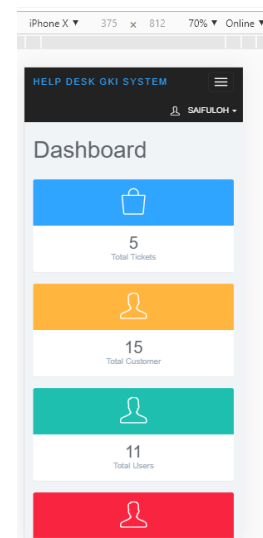 iPhone X ▼ 375 x 812 70% ▼ Online ▼
HELP DESK GKI SYSTEM
SAIFULOH
Dashboard
5
Total Tickets
15
Total Customer
11
Total Users